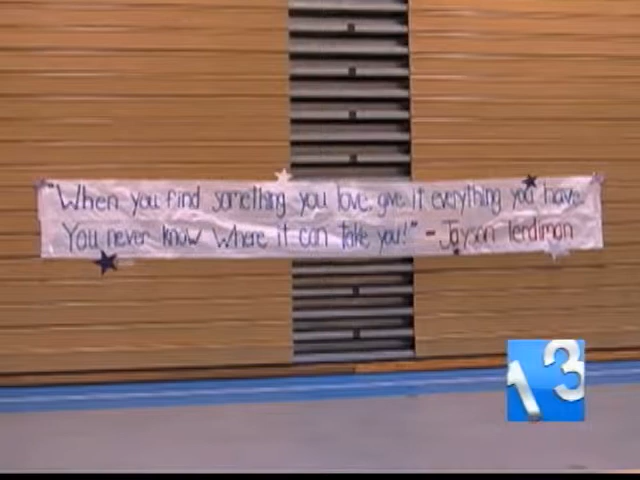 "When you find something you love, give it everything you have.
You never know where it can take you!" - Jayson Terdiman
13